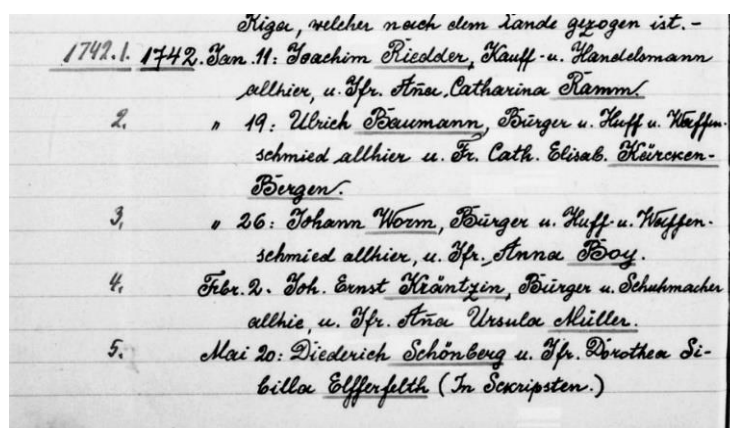 Riga, welcher nach dem Lande gezogen ist.-
1742.1. 1742. Jan. 11: Joachim Riedder, Kauff- u. Handelsmann
allhier, u. Jfr. Aña Catharina Ramm.
2. " 19: Ulrich Baumann, Bürger u. Huff u. Waffen-
schmied allhier u. Fr. Cath. Elisab. Keircken-
Bergen.
3. " 26: Johann Worm, Bürger u. Huff- u. Waffen-
schmied allhier, u. Jfr. Anna Boy.
4. Febr. 2. Joh. Ernst Kräntzin, Bürger u. Schuhmacher
allhie, u. Jfr. Aña Ursula Müller.
5. Mai 20: Diederich Schönberg u. Jfr. Dorothea Si-
billa Elfferfelth (In Sckripsten.)